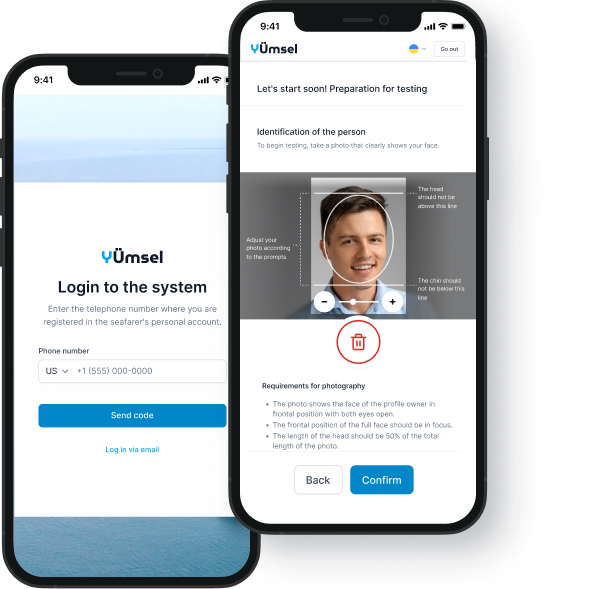 9:41
YÜmsel
Login to the system
Enter the telephone number where you are
registered in the seafarer's personal account.
Phone number
US +1 (555) 000-0000
Send code
Log in via email
9:41
YÜmsel
Go out
Let's start soon! Preparation for testing
Identification of the person
To begin testing, take a photo that clearly shows your face.
The head
should not be
above this line
Adjust your
photo according
to the prompts
The chin should
not be below this
line
Requirements for photography
• The photo shows the face of the profile owner in
frontal position with both eyes open.
• The frontal position of the full face should be in focus.
• The length of the head should be 50% of the total
length of the photo.
Back
Confirm